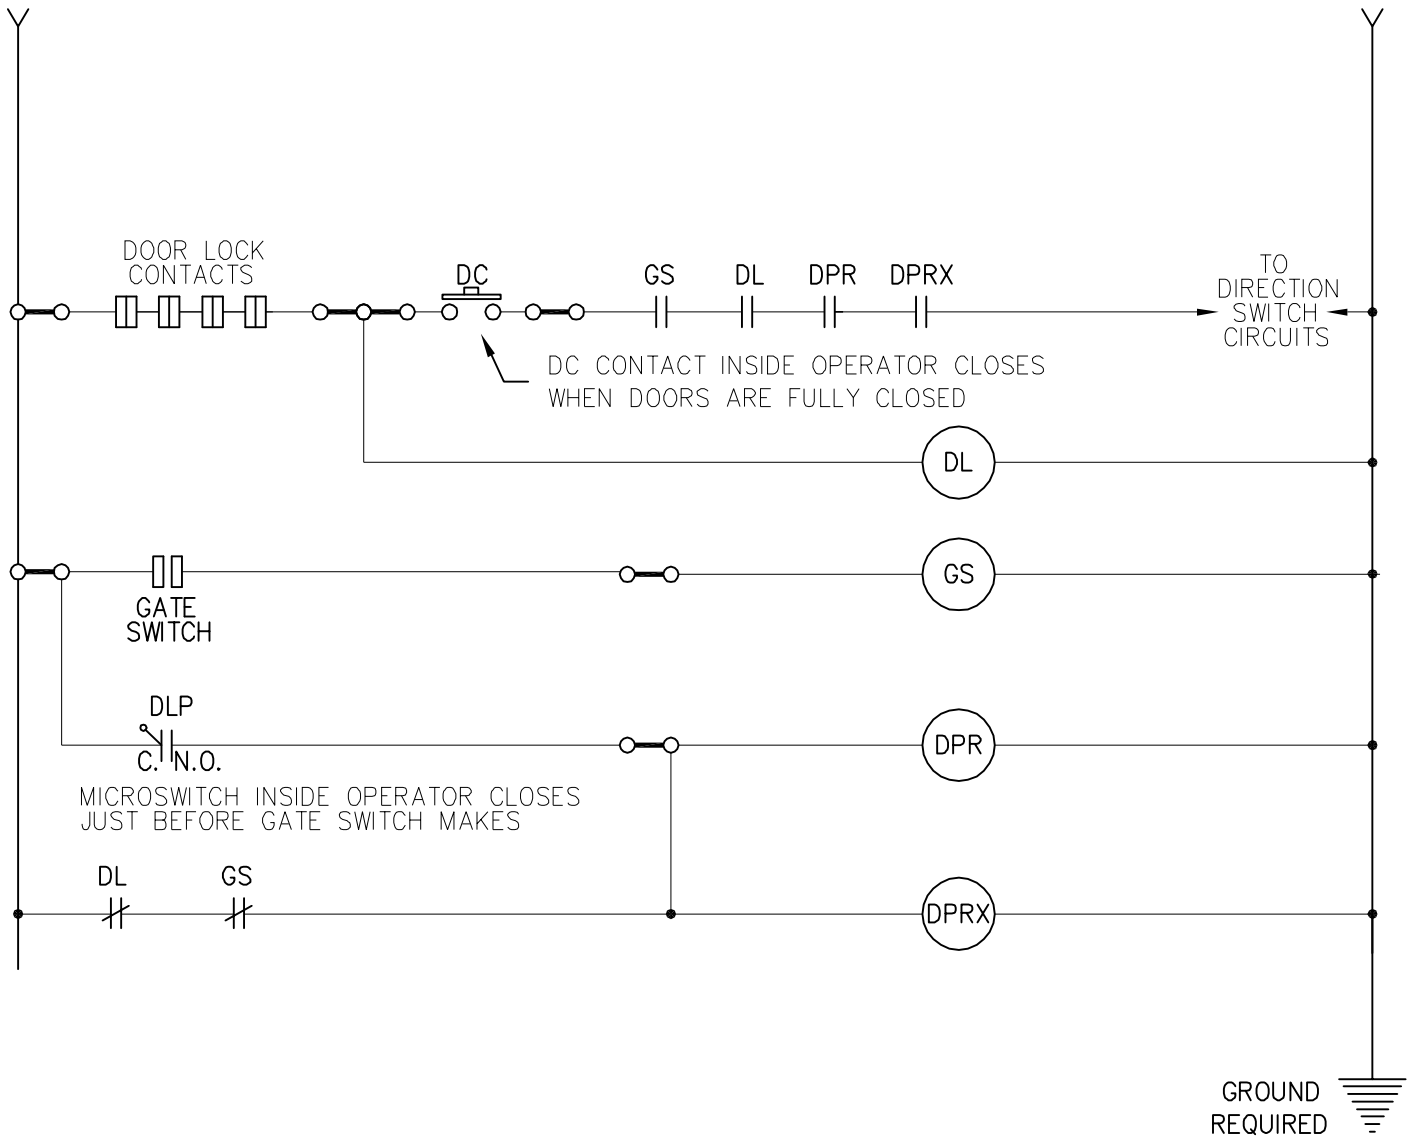 DOOR LOCK
CONTACTS
DC
GS
DL
DPR
DPRX
TO
DIRECTION
SWITCH
CIRCUITS
DC CONTACT INSIDE OPERATOR CLOSES
WHEN DOORS ARE FULLY CLOSED
DL
GS
GATE
SWITCH
DLP
C. N.O.
DPR
MICROSWITCH INSIDE OPERATOR CLOSES
JUST BEFORE GATE SWITCH MAKES
DL
GS
DPRX
GROUND
REQUIRED